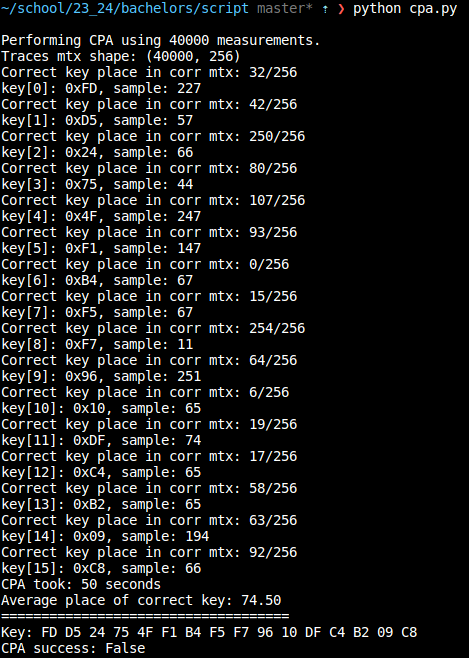 ~/school/23_24/bachelors/script master* ⇡ ❯ python cpa.py
Performing CPA using 40000 measurements.
Traces mtx shape: (40000, 256)
Correct key place in corr mtx: 32/256
key[0]: 0xFD, sample: 227
Correct key place in corr mtx: 42/256
key[1]: 0xD5, sample: 57
Correct key place in corr mtx: 250/256
key[2]: 0x24, sample: 66
Correct key place in corr mtx: 80/256
key[3]: 0x75, sample: 44
Correct key place in corr mtx: 107/256
key[4]: 0x4F, sample: 247
Correct key place in corr mtx: 93/256
key[5]: 0xF1, sample: 147
Correct key place in corr mtx: 0/256
key[6]: 0xB4, sample: 67
Correct key place in corr mtx: 15/256
key[7]: 0xF5, sample: 67
Correct key place in corr mtx: 254/256
key[8]: 0xF7, sample: 11
Correct key place in corr mtx: 64/256
key[9]: 0x96, sample: 251
Correct key place in corr mtx: 6/256
key[10]: 0x10, sample: 65
Correct key place in corr mtx: 19/256
key[11]: 0xDF, sample: 74
Correct key place in corr mtx: 17/256
key[12]: 0xC4, sample: 65
Correct key place in corr mtx: 58/256
key[13]: 0xB2, sample: 65
Correct key place in corr mtx: 63/256
key[14]: 0x09, sample: 194
Correct key place in corr mtx: 92/256
key[15]: 0xC8, sample: 66
CPA took: 50 seconds
Average place of correct key: 74.50
====================================
Key: FD D5 24 75 4F F1 B4 F5 F7 96 10 DF C4 B2 09 C8
CPA success: False